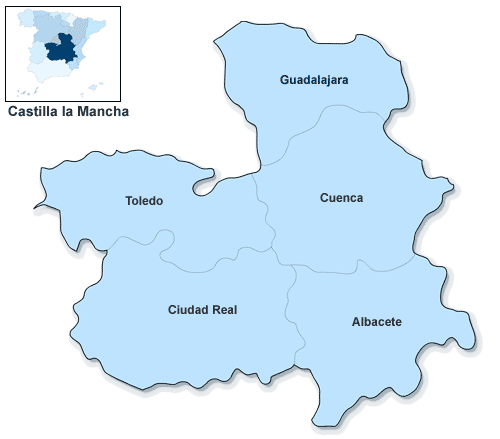 Castilla la Mancha
Guadalajara
Toledo
Cuenca
Ciudad Real
Albacete